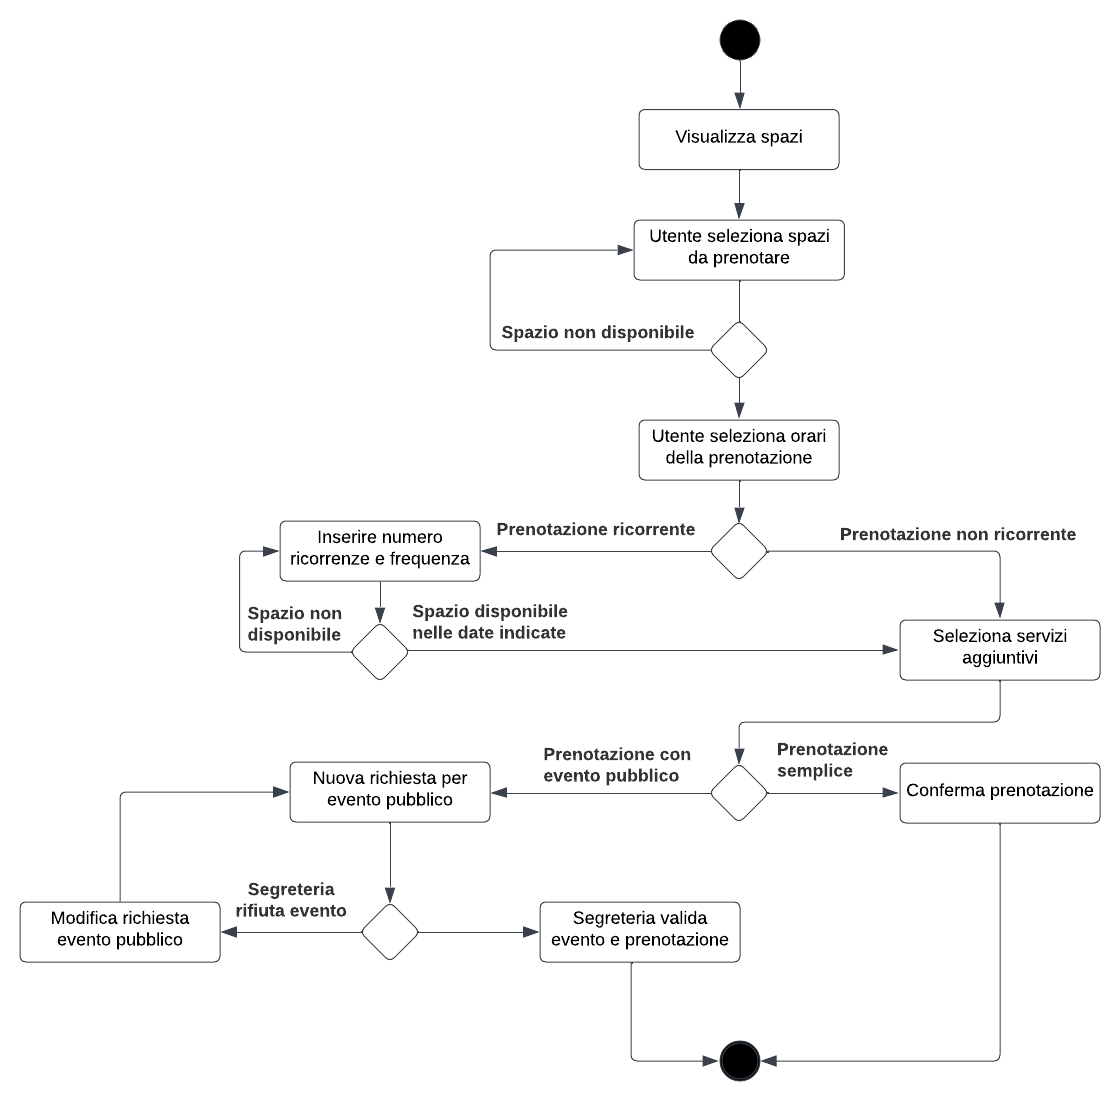 Visualizza spazi
Utente seleziona spazi
da prenotare
Spazio non disponibile
Utente seleziona orari
della prenotazione
Prenotazione ricorrente
Prenotazione non ricorrente
Inserire numero
ricorrenze e frequenza
Spazio non
disponibile
Spazio disponibile
nelle date indicate
Seleziona servizi
aggiuntivi
Prenotazione con
evento pubblico
Prenotazione
semplice
Nuova richiesta per
evento pubblico
Conferma prenotazione
Segreteria
rifiuta evento
Modifica richiesta
evento pubblico
Segreteria valida
evento e prenotazione